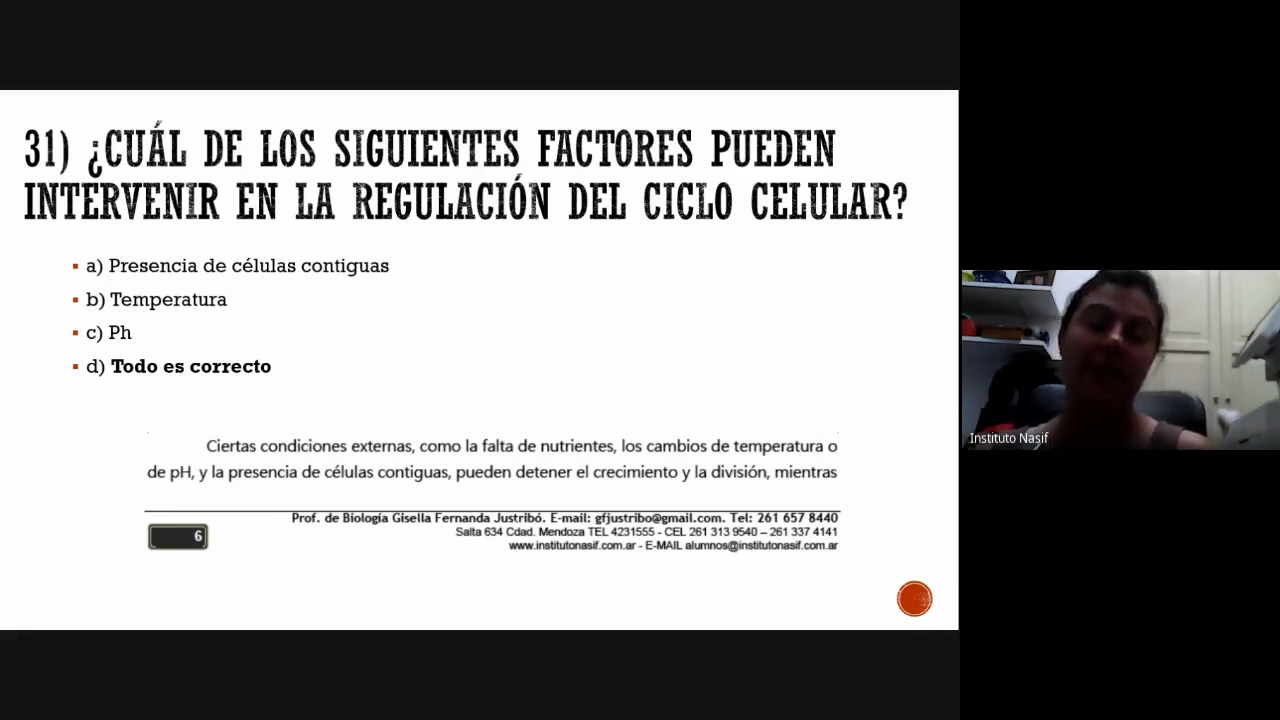 31) ¿CUÁL DE LOS SIGUIENTES FACTORES PUEDEN
INTERVENIR EN LA REGULACIÓN DEL CICLO CELULAR?
a) Presencia de células contiguas
b) Temperatura
c) Ph
d) Todo es correcto
Ciertas condiciones externas, como la falta de nutrientes, los cambios de temperatura o
de pH, y la presencia de células contiguas, pueden detener el crecimiento y la división, mientras
Prof. de Biología Gisella Fernanda Justribó. E-mail: gfjustribo@gmail.com. Tel: 261 657 8440
6
Salta 634 Cdad. Mendoza TEL 4231555 - CEL 261 313 9540 – 261 337 4141
www.institutonasif.com.ar - E-MAIL alumnos@institutonasif.com.ar
Instituto Nasif